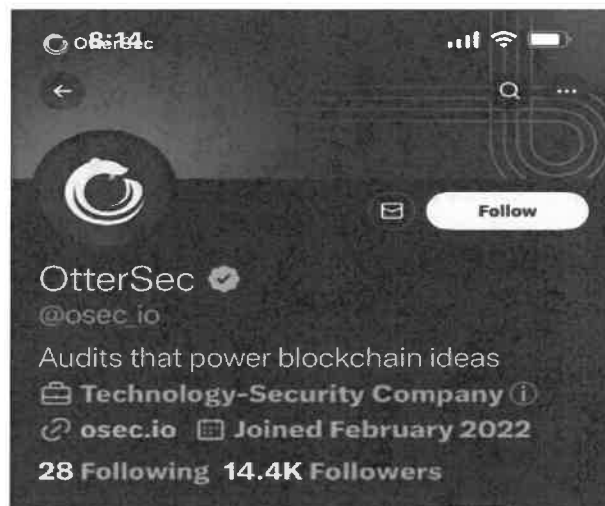 OtterSec 8:14
Follow
OtterSec
@osec_io
Audits that power blockchain ideas
Technology-Security Company
osec.io Joined February 2022
28 Following 14.4K Followers